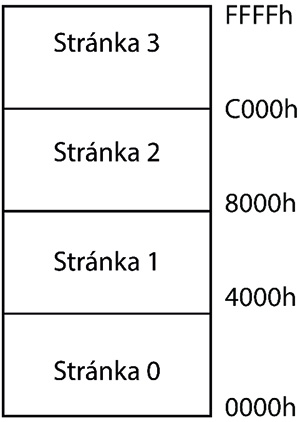 FFFFh
Stránka 3
C000h
Stránka 2
8000h
Stránka 1
4000h
Stránka 0
0000h